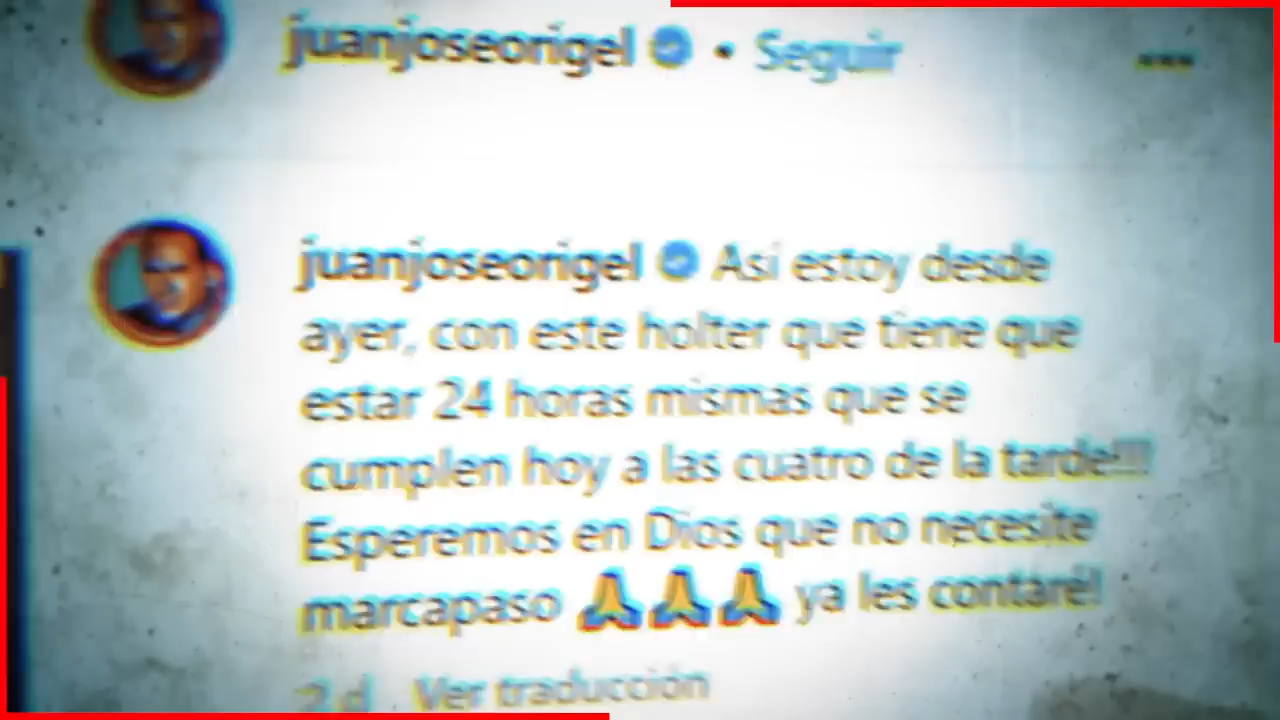 juanjoseorigel • Seguir
juanjoseorigel Asi estoy desde
ayer, con este holter que tiene que
estar 24 horas mismas que se
cumplen hoy a las cuatro de la tarde!!!
Esperemos en Dios que no necesite
marcapaso 🙏🙏🙏 ya les contaré!
2 d Ver traducción